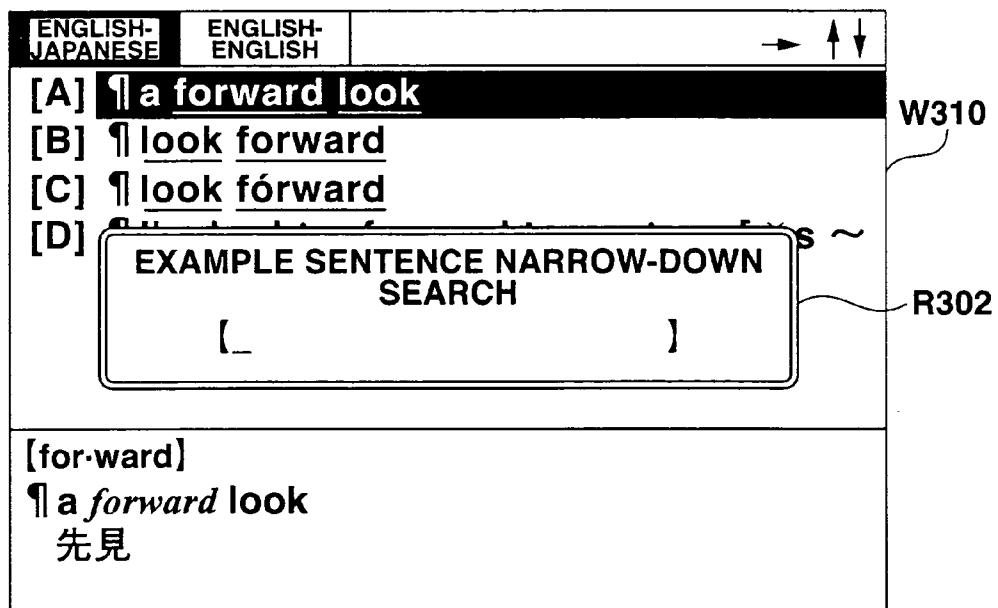 ENGLISH-
JAPANESE
ENGLISH-
ENGLISH
→ ↑↓
[A] ¶ a forward look
[B] ¶ look forward
[C] ¶ look fórward
[D] ¶ s ~
EXAMPLE SENTENCE NARROW-DOWN
SEARCH
【_ 】
W310
R302
【for·ward】
¶ a forward look
先見